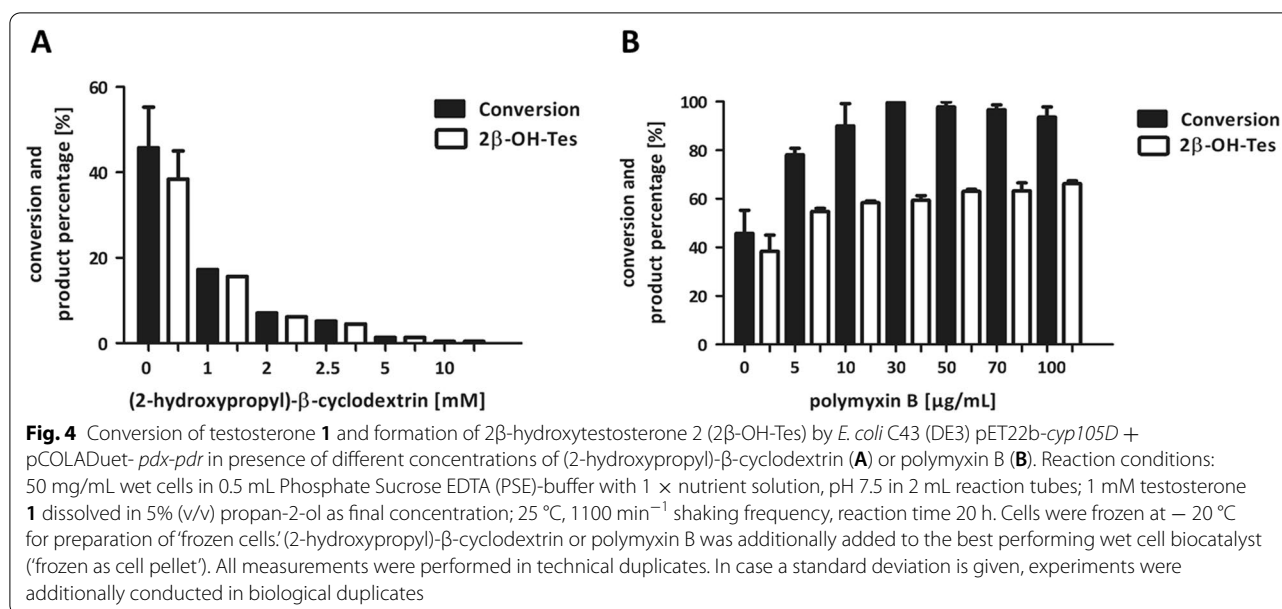 A
B
conversion and
product percentage [%]
60
40
20
0
Conversion
2β-OH-Tes
0 1 2 2.5 5 10
(2-hydroxypropyl)-β-cyclodextrin [mM]
conversion and
product percentage [%]
100
80
60
40
20
0
Conversion
2β-OH-Tes
0 5 10 30 50 70 100
polymyxin B [µg/mL]
Fig. 4 Conversion of testosterone 1 and formation of 2β-hydroxytestosterone 2 (2β-OH-Tes) by E. coli C43 (DE3) pET22b-cyp105D +
pCOLADuet- pdx-pdr in presence of different concentrations of (2-hydroxypropyl)-β-cyclodextrin (A) or polymyxin B (B). Reaction conditions:
50 mg/mL wet cells in 0.5 mL Phosphate Sucrose EDTA (PSE)-buffer with 1 × nutrient solution, pH 7.5 in 2 mL reaction tubes; 1 mM testosterone
1 dissolved in 5% (v/v) propan-2-ol as final concentration; 25 °C, 1100 min⁻¹ shaking frequency, reaction time 20 h. Cells were frozen at − 20 °C
for preparation of ‘frozen cells.’ (2-hydroxypropyl)-β-cyclodextrin or polymyxin B was additionally added to the best performing wet cell biocatalyst
(‘frozen as cell pellet’). All measurements were performed in technical duplicates. In case a standard deviation is given, experiments were
additionally conducted in biological duplicates